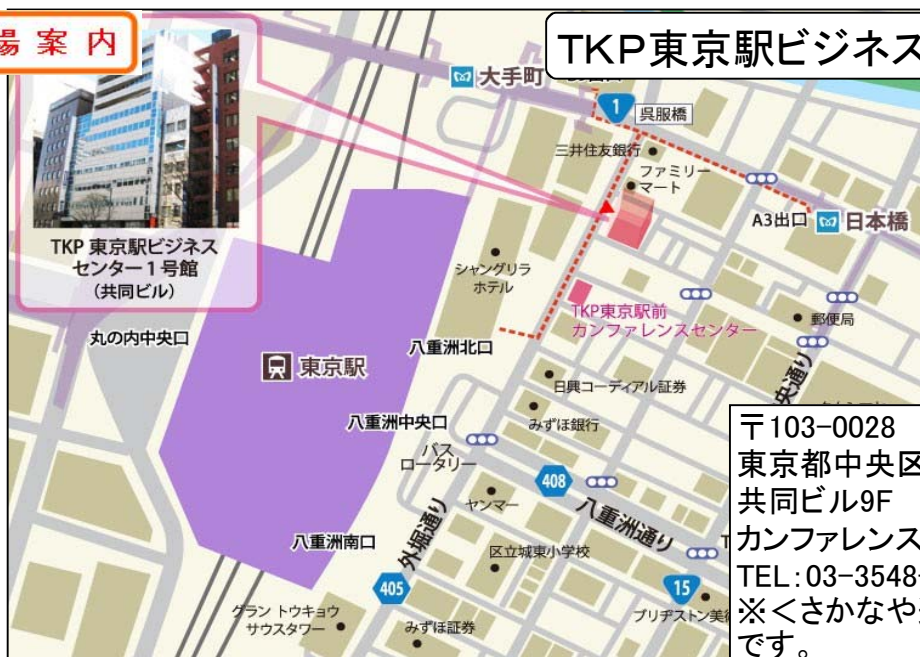 場 案 内
TKP東京駅ビジネス
TKP 東京駅ビジネス
センター１号館
(共同ビル)
大手町
1
呉服橋
三井住友銀行
ファミリー
マート
A3出口
日本橋
シャングリラ
ホテル
TKP東京駅前
カンファレンスセンター
郵便局
丸の内中央口
東京駅
八重洲北口
日興コーディアル証券
八重洲中央口
みずほ銀行
バス
ロータリー
408
ヤンマー
八重洲通り
外堀通り
央通り
八重洲南口
区立城東小学校
405
15
グラン トウキョウ
サウスタワー
みずほ証券
ブリヂストン美
〒103-0028
東京都中央区
共同ビル9F
カンファレンス
TEL:03-3548-
※<さかなや
です。